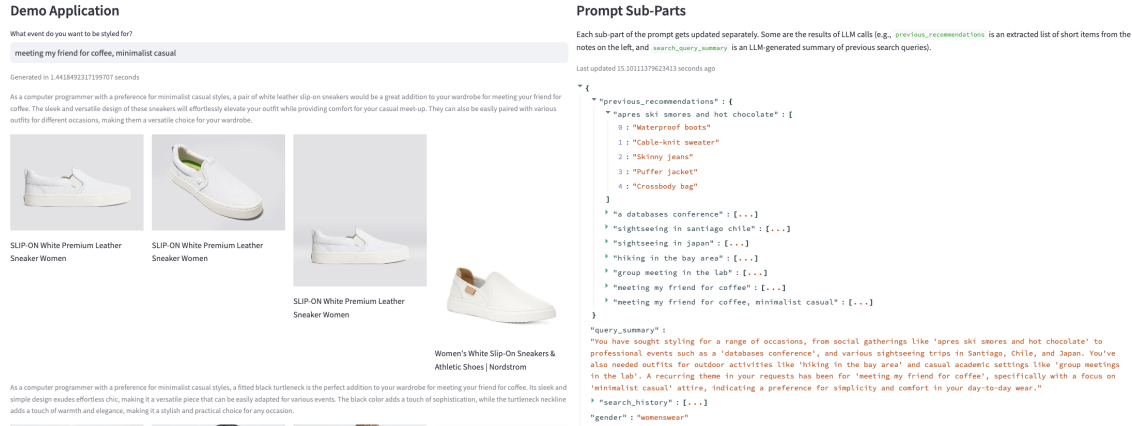 Demo Application
What event do you want to be styled for?
meeting my friend for coffee, minimalist casual
Generated in 1.4418492317199707 seconds
As a computer programmer with a preference for minimalist casual styles, a pair of white leather slip-on sneakers would be a great addition to your wardrobe for meeting your friend for
coffee. The sleek and versatile design of these sneakers will effortlessly elevate your outfit while providing comfort for your casual meet-up. They can also be easily paired with various
outfits for different occasions, making them a versatile choice for your wardrobe.
SLIP-ON White Premium Leather
Sneaker Women
SLIP-ON White Premium Leather
Sneaker Women
SLIP-ON White Premium Leather
Sneaker Women
Women's White Slip-On Sneakers &
Athletic Shoes | Nordstrom
As a computer programmer with a preference for minimalist casual styles, a fitted black turtleneck is the perfect addition to your wardrobe for meeting your friend for coffee. Its sleek and
simple design exudes effortless chic, making it a versatile piece that can be easily adapted for various events. The black color adds a touch of sophistication, while the turtleneck neckline
adds a touch of warmth and elegance, making it a stylish and practical choice for any occasion.
Prompt Sub-Parts
Each sub-part of the prompt gets updated separately. Some are the results of LLM calls (e.g., previous_recommendations is an extracted list of short items from the
notes on the left, and search_query_summary is an LLM-generated summary of previous search queries).
Last updated 15.10111379623413 seconds ago
{
"previous_recommendations" : {
"apres ski smores and hot chocolate" : [
0 : "Waterproof boots"
1 : "Cable-knit sweater"
2 : "Skinny jeans"
3 : "Puffer jacket"
4 : "Crossbody bag"
]
"a databases conference" : [...]
"sightseeing in santiago chile" : [...]
"sightseeing in japan" : [...]
"hiking in the bay area" : [...]
"group meeting in the lab" : [...]
"meeting my friend for coffee" : [...]
"meeting my friend for coffee, minimalist casual" : [...]
}
"query_summary" :
"You have sought styling for a range of occasions, from social gatherings like 'apres ski smores and hot chocolate' to
professional events such as a 'databases conference', and various sightseeing trips in Santiago, Chile, and Japan. You've
also needed outfits for outdoor activities like 'hiking in the bay area' and casual academic settings like 'group meetings
in the lab'. A recurring theme in your requests has been for 'meeting my friend for coffee', specifically with a focus on
'minimalist casual' attire, indicating a preference for simplicity and comfort in your day-to-day wear."
"search_history" : [...]
"gender" : "womenswear"